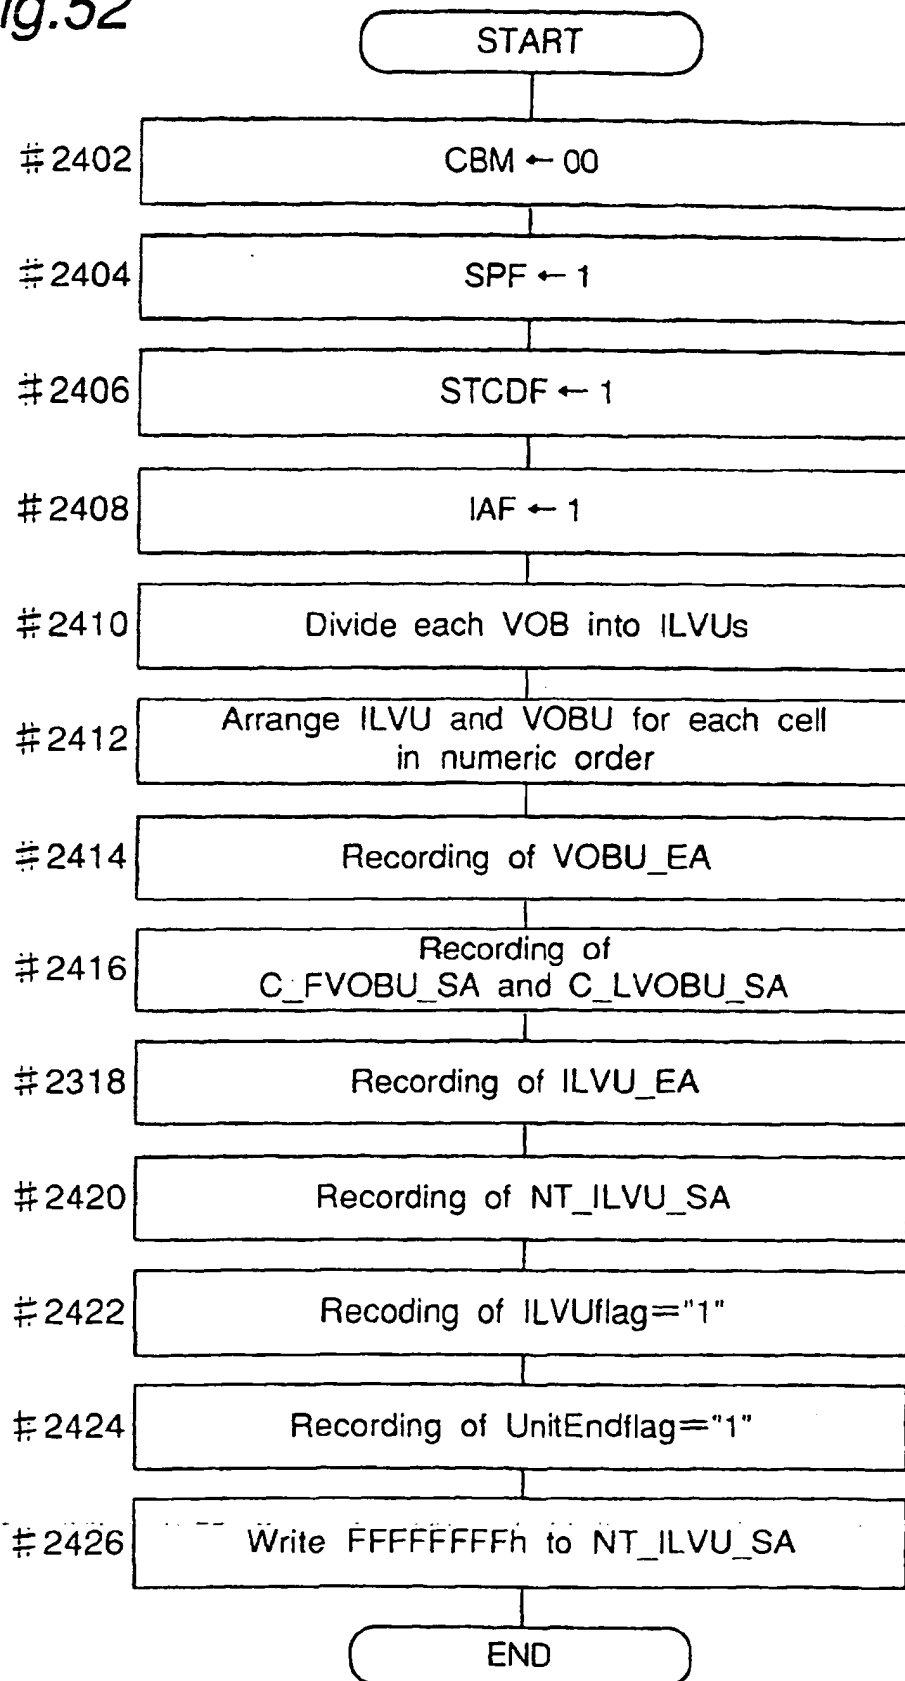 ig.52
START
#2402 CBM ← 00
#2404 SPF ← 1
#2406 STCDF ← 1
#2408 IAF ← 1
#2410 Divide each VOB into ILVUs
#2412 Arrange ILVU and VOBU for each cell
in numeric order
#2414 Recording of VOBU_EA
#2416 Recording of
C_FVOBU_SA and C_LVOBU_SA
#2318 Recording of ILVU_EA
#2420 Recording of NT_ILVU_SA
#2422 Recoding of ILVUflag="1"
#2424 Recording of UnitEndflag="1"
#2426 Write FFFFFFFFh to NT_ILVU_SA
END